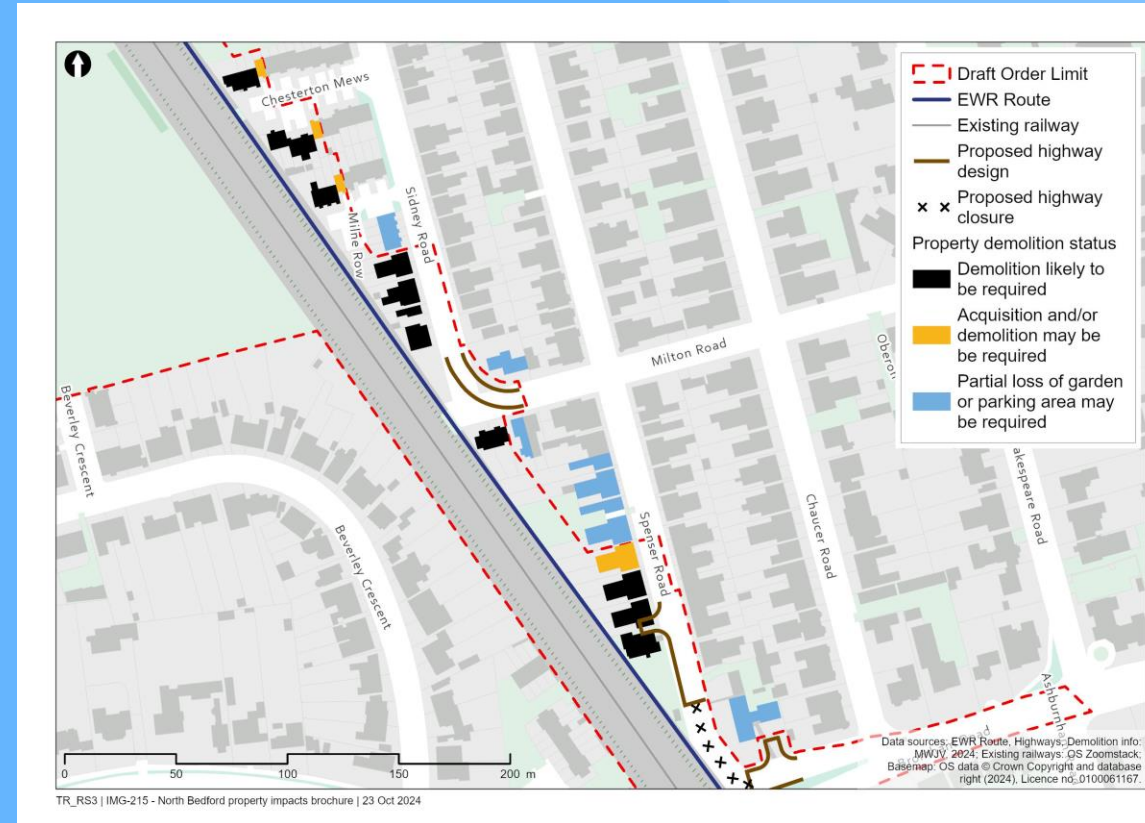 Chesterton Mews
Sidney Road
Milne Row
Milton Road
Beverley Crescent
Beverley Crescent
Spenser Road
Chaucer Road
akespeare Road
Draft Order Limit
EWR Route
Existing railway
Proposed highway
design
Proposed highway
closure
Property demolition status
Demolition likely to
be required
Acquisition and/or
demolition may be
be required
Partial loss of garden
or parking area may
be required
Data sources: EWR Route, Highways, Demolition info:
MWJV, 2024; Existing railways: OS Zoomstack;
Basemap: OS data © Crown Copyright and database
right (2024), Licence no. 0100061167.
0 50 100 150 200 m
TR_RS3 | IMG-215 - North Bedford property impacts brochure | 23 Oct 2024